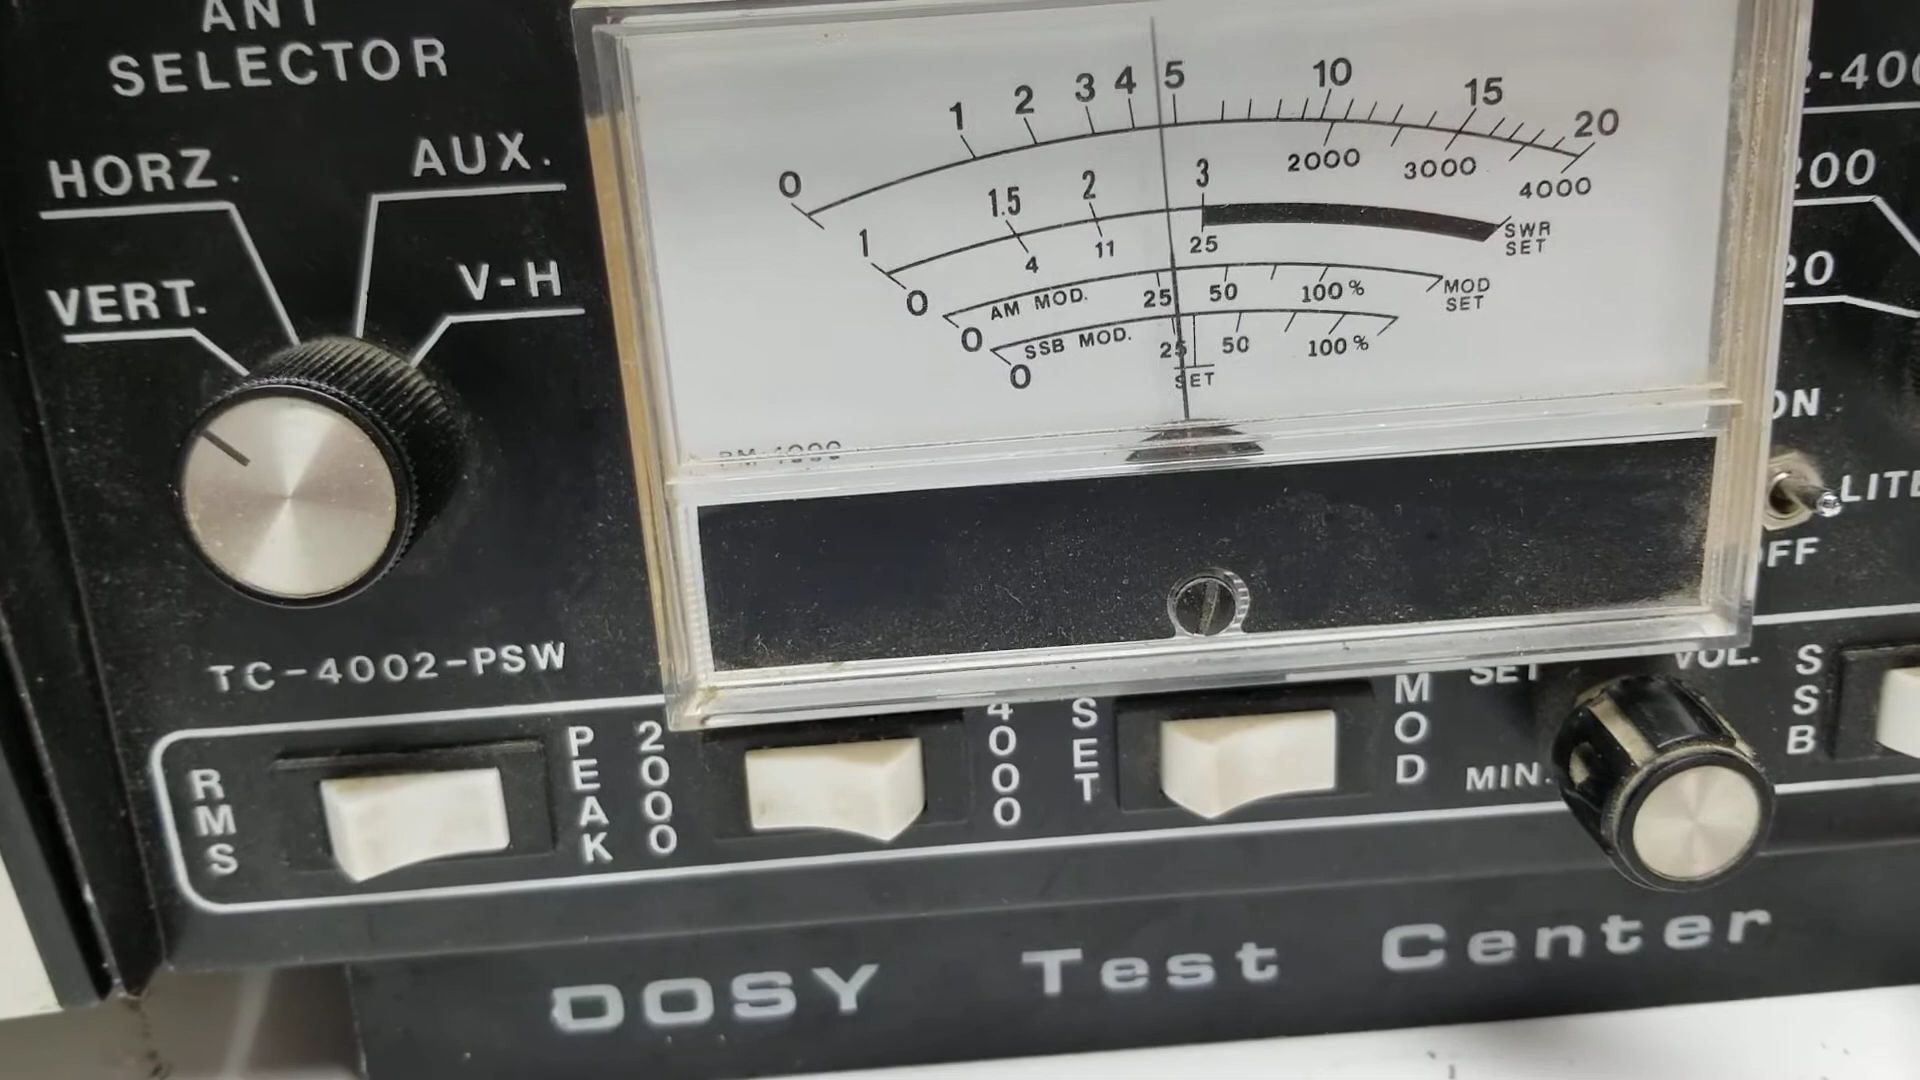 ANT
SELECTOR
HORZ.
AUX.
VERT.
V-H
TC-4002-PSW
0 1 2 3 4 5 10 15 20
2000 3000 4000
1 1.5 2 3
SWR
SET
0 4 11 25
AM MOD.
0 25 50 100%
MOD
SET
SSB MOD.
0 25 50 100%
SET
200
20
ON
LITE
OFF
RMS
PEAK
2000
4000
SET
MOD
SET
VOL.
MIN.
SSB
DOSY Test Center